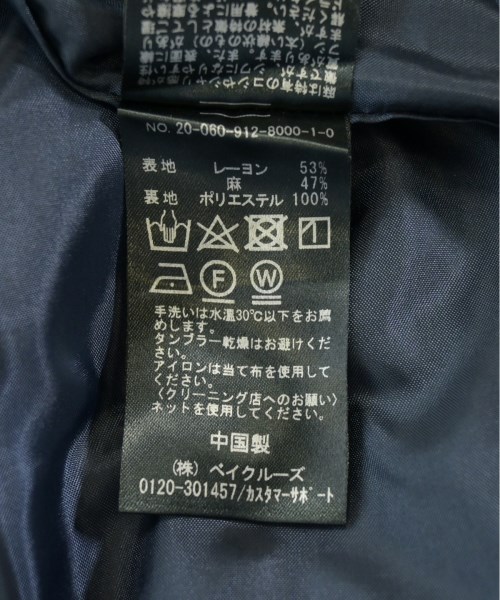 NO. 20-060-912-8000-1-0
表地 レーヨン 53%
麻 47%
裏地 ポリエステル 100%
F W
手洗いは水温30℃以下をお薦
めします。
タンブラー乾燥はお避けくだ
さい。
アイロンは当て布を使用して
ください。
〈クリーニング店へのお願い〉
ネットを使用してください。
中国製
(株) ベイクルーズ
0120-301457/カスタマーサポート